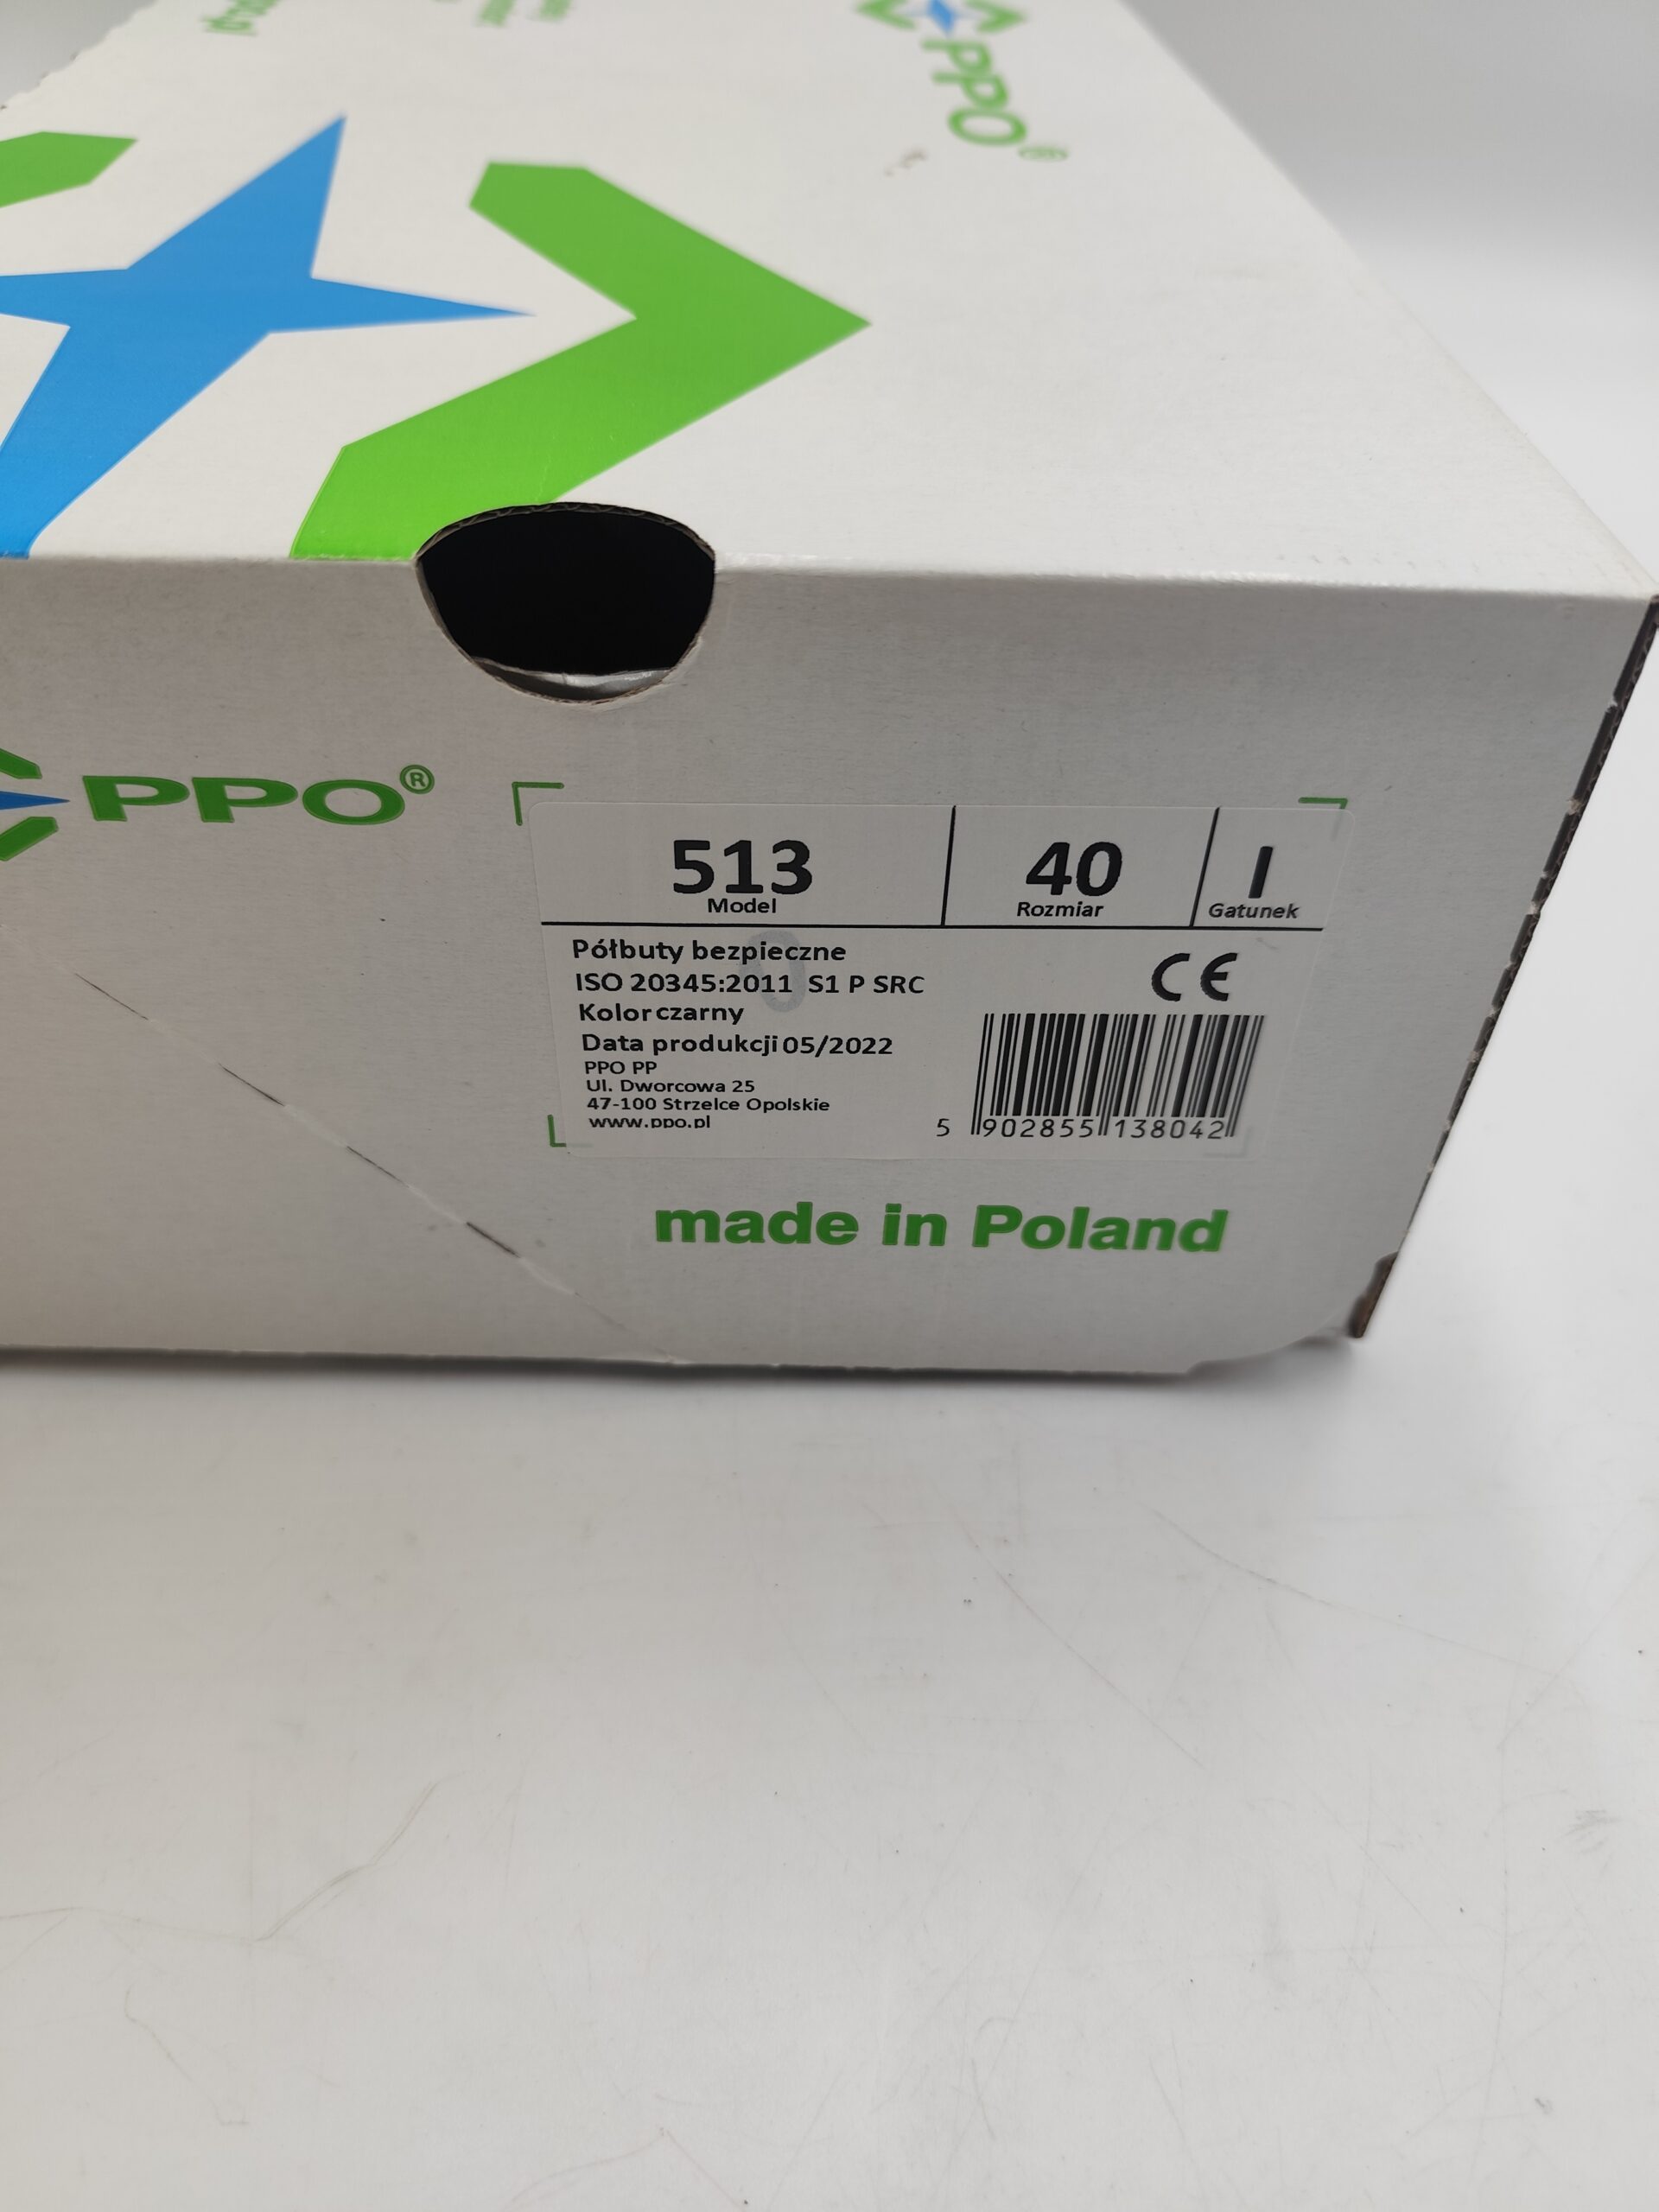 PPO®
PPO®
513
Model
40
Rozmiar
I
Gatunek
Półbuty bezpieczne
ISO 20345:2011 S1 P SRC
Kolor czarny
Data produkcji 05/2022
PPO PP
Ul. Dworcowa 25
47-100 Strzelce Opolskie
www.ppo.pl
CE
5 902855 138042
made in Poland